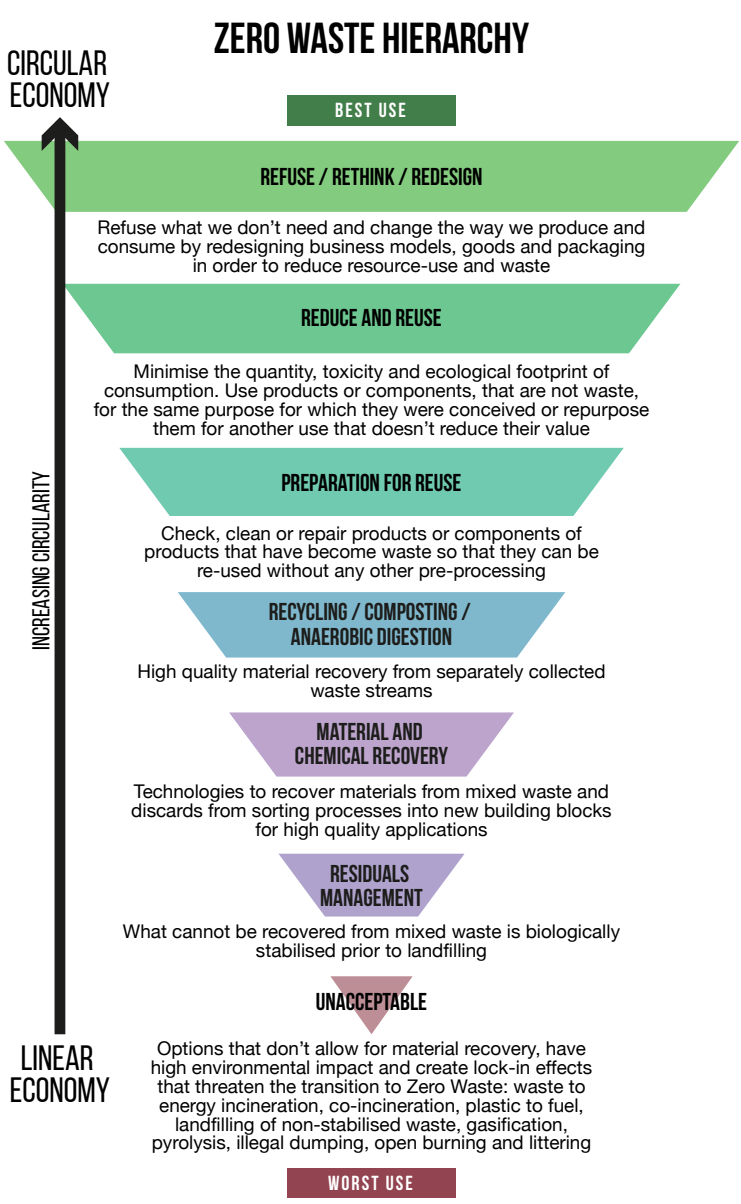 ZERO WASTE HIERARCHY
CIRCULAR
ECONOMY
BEST USE
REFUSE / RETHINK / REDESIGN
Refuse what we don’t need and change the way we produce and
consume by redesigning business models, goods and packaging
in order to reduce resource-use and waste
REDUCE AND REUSE
Minimise the quantity, toxicity and ecological footprint of
consumption. Use products or components, that are not waste,
for the same purpose for which they were conceived or repurpose
them for another use that doesn’t reduce their value
INCREASING CIRCULARITY
PREPARATION FOR REUSE
Check, clean or repair products or components of
products that have become waste so that they can be
re-used without any other pre-processing
RECYCLING / COMPOSTING /
ANAEROBIC DIGESTION
High quality material recovery from separately collected
waste streams
MATERIAL AND
CHEMICAL RECOVERY
Technologies to recover materials from mixed waste and
discards from sorting processes into new building blocks
for high quality applications
RESIDUALS
MANAGEMENT
What cannot be recovered from mixed waste is biologically
stabilised prior to landfilling
UNACCEPTABLE
LINEAR
ECONOMY
Options that don’t allow for material recovery, have
high environmental impact and create lock-in effects
that threaten the transition to Zero Waste: waste to
energy incineration, co-incineration, plastic to fuel,
landfilling of non-stabilised waste, gasification,
pyrolysis, illegal dumping, open burning and littering
WORST USE